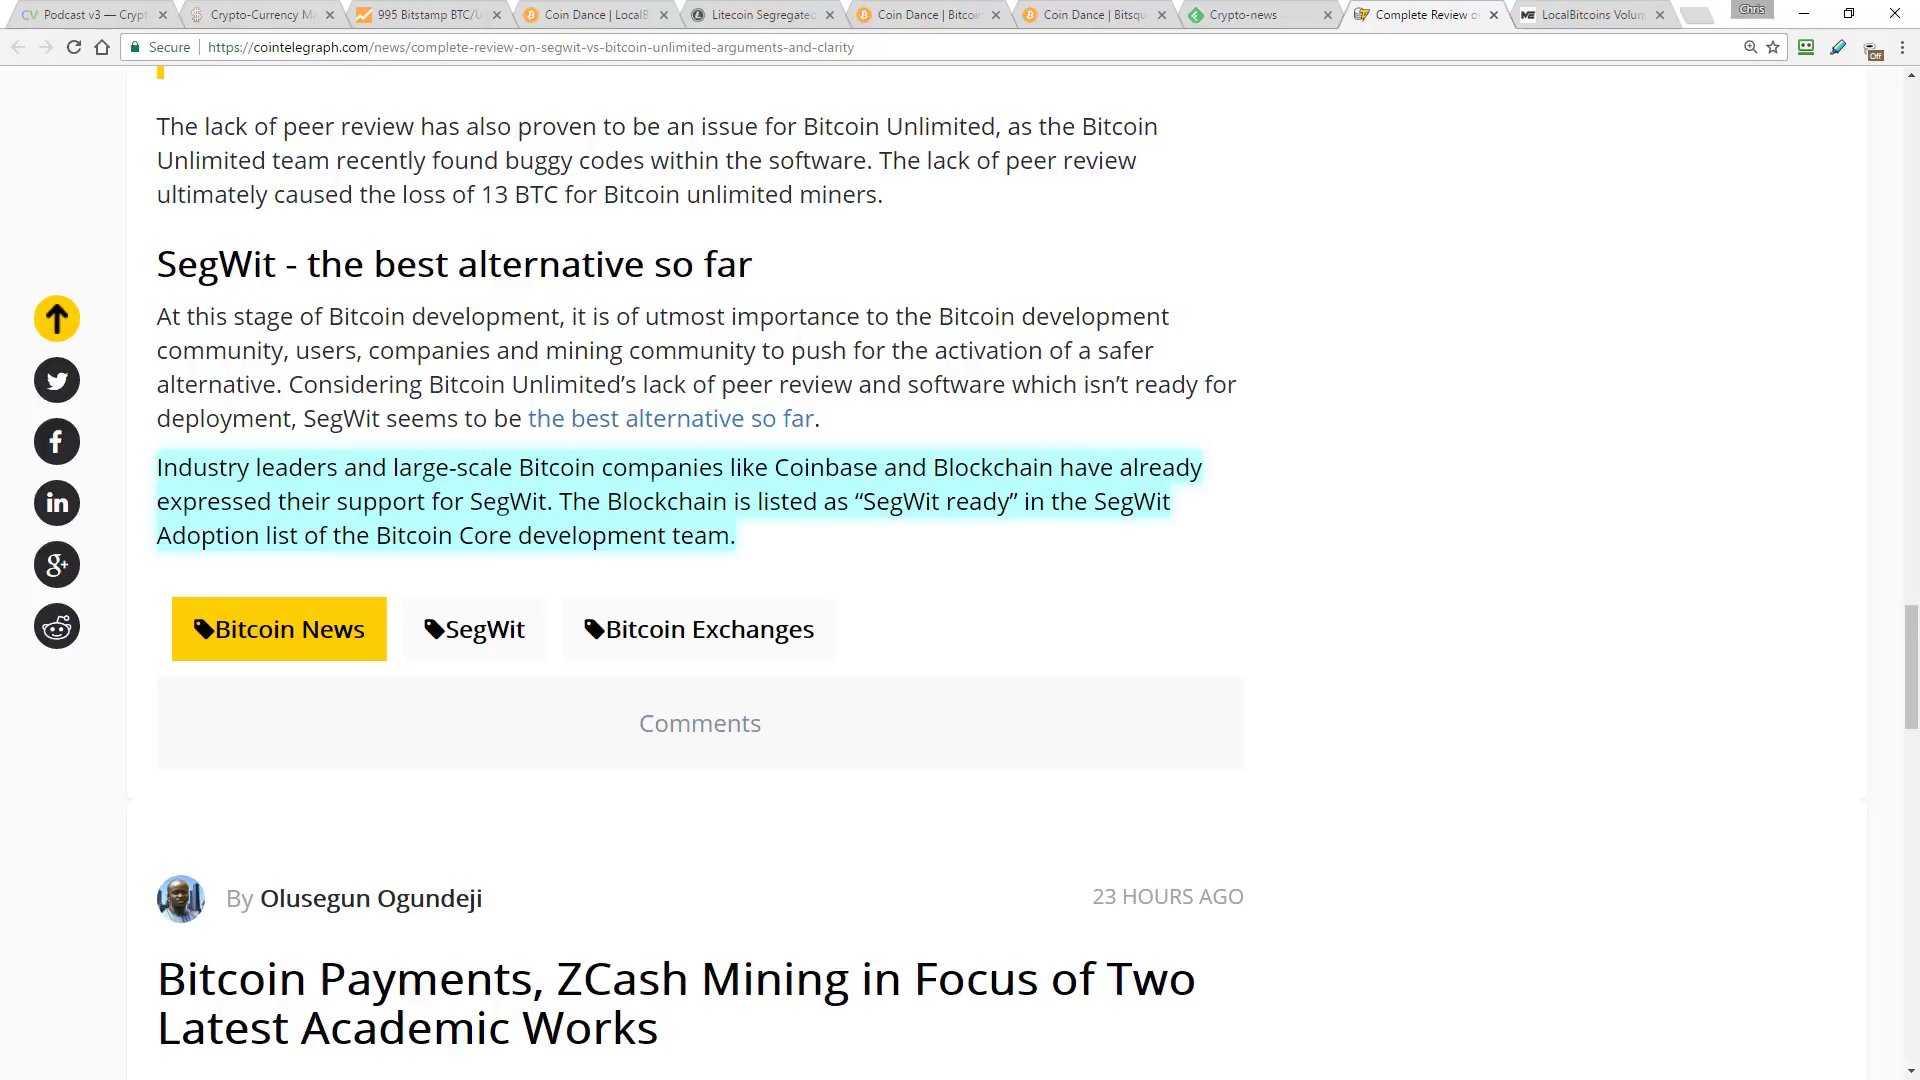 CV Podcast v3 — Crypt
Crypto-Currency Ma
995 Bitstamp BTC/U
Coin Dance | LocalB
Litecoin Segregated
Coin Dance | Bitcoin
Coin Dance | Bitsqu
Crypto-news
Complete Review o
ME LocalBitcoins Volum
Chris
Secure
https://cointelegraph.com/news/complete-review-on-segwit-vs-bitcoin-unlimited-arguments-and-clarity
Off
The lack of peer review has also proven to be an issue for Bitcoin Unlimited, as the Bitcoin
Unlimited team recently found buggy codes within the software. The lack of peer review
ultimately caused the loss of 13 BTC for Bitcoin unlimited miners.
SegWit - the best alternative so far
At this stage of Bitcoin development, it is of utmost importance to the Bitcoin development
community, users, companies and mining community to push for the activation of a safer
alternative. Considering Bitcoin Unlimited’s lack of peer review and software which isn’t ready for
deployment, SegWit seems to be the best alternative so far.
Industry leaders and large-scale Bitcoin companies like Coinbase and Blockchain have already
expressed their support for SegWit. The Blockchain is listed as “SegWit ready” in the SegWit
Adoption list of the Bitcoin Core development team.
Bitcoin News
SegWit
Bitcoin Exchanges
Comments
By Olusegun Ogundeji
23 HOURS AGO
Bitcoin Payments, ZCash Mining in Focus of Two
Latest Academic Works